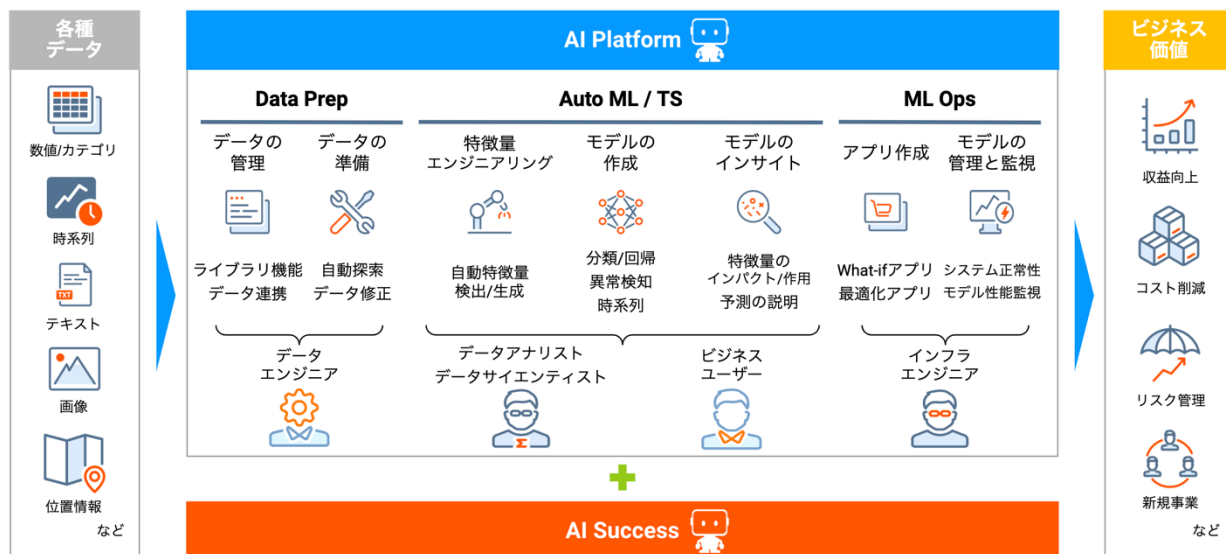 各種
データ
数値/カテゴリ
時系列
TXT
テキスト
画像
位置情報
など
AI Platform
Data Prep
データの
管理
ライブラリ機能
データ連携
データの
準備
自動探索
データ修正
データ
エンジニア
Auto ML / TS
特徴量
エンジニアリング
自動特徴量
検出/生成
モデルの
作成
分類/回帰
異常検知
時系列
モデルの
インサイト
特徴量の
インパクト/作用
予測の説明
データアナリスト
データサイエンティスト
Σ
ビジネス
ユーザー
ML Ops
アプリ作成
What-ifアプリ
最適化アプリ
モデルの
管理と監視
システム正常性
モデル性能監視
インフラ
エンジニア
AI Success
ビジネス
価値
収益向上
コスト削減
リスク管理
新規事業
など